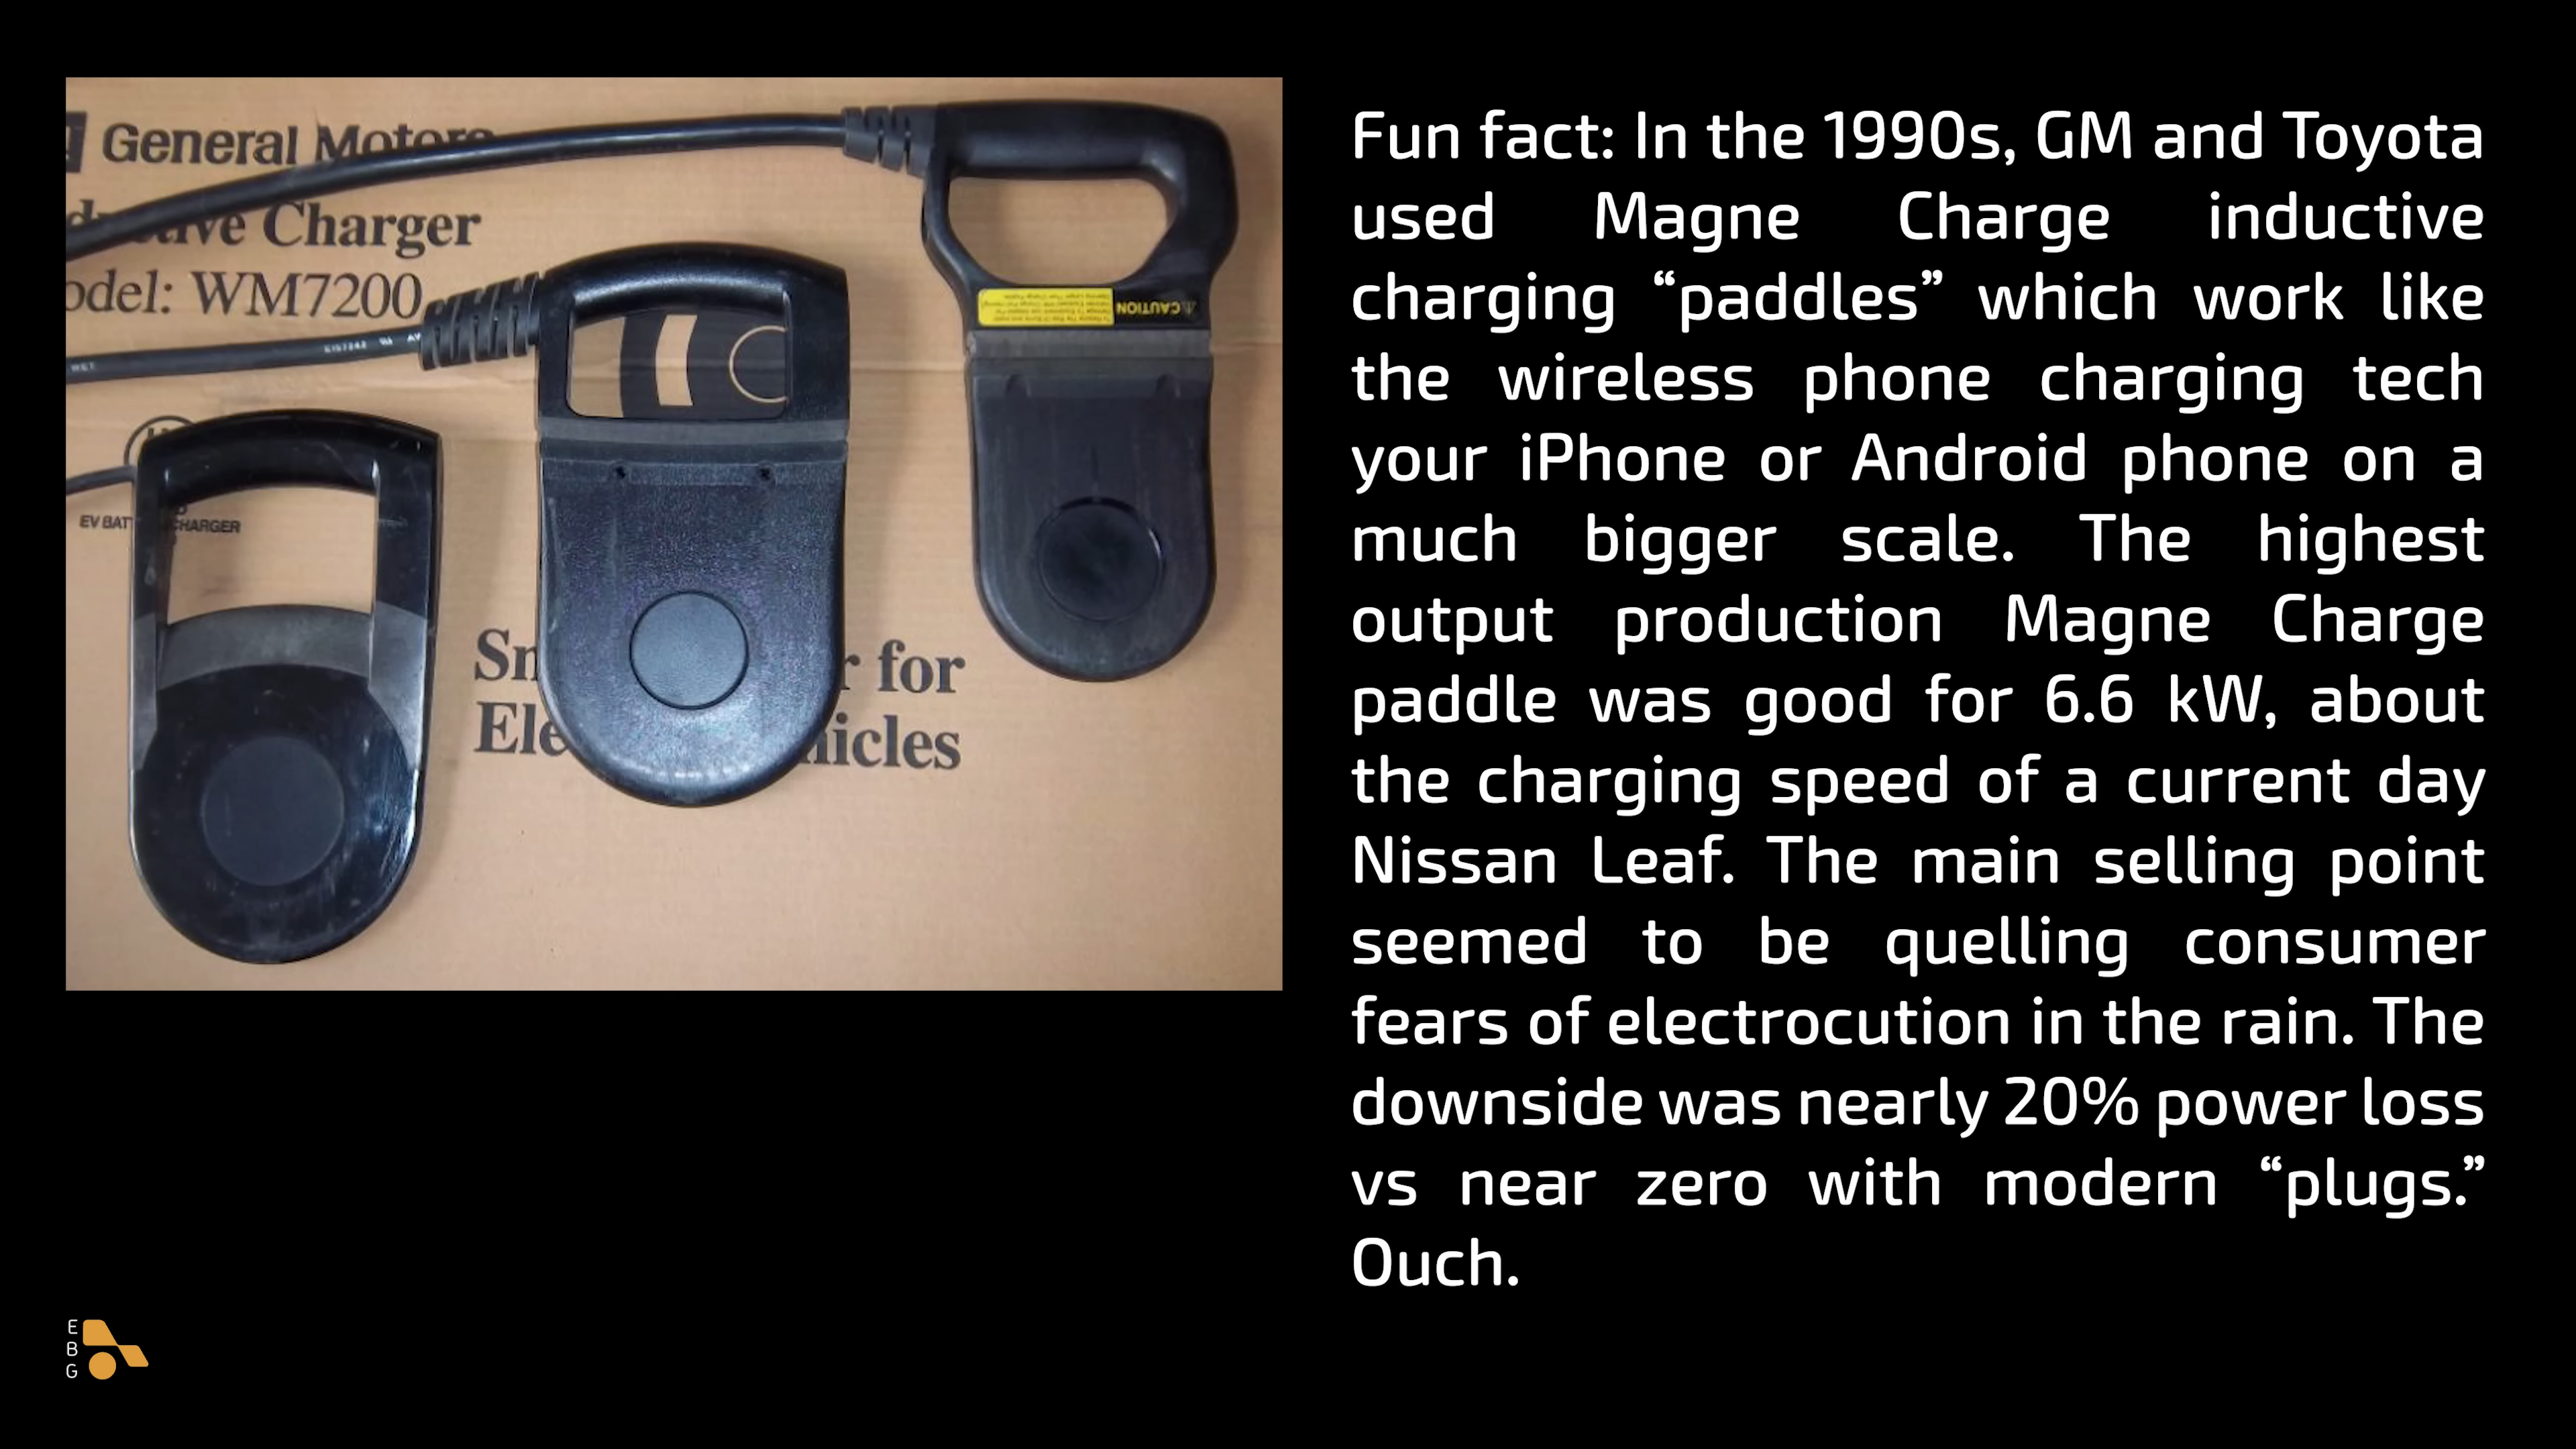 General Motors
Charger
WM7200
E157242
WET
CAUTION
EV BAT CHARGER
for
Fun fact: In the 1990s, GM and Toyota
used Magne Charge inductive
charging “paddles” which work like
the wireless phone charging tech
your iPhone or Android phone on a
much bigger scale. The highest
output production Magne Charge
paddle was good for 6.6 kW, about
the charging speed of a current day
Nissan Leaf. The main selling point
seemed to be quelling consumer
fears of electrocution in the rain. The
downside was nearly 20% power loss
vs near zero with modern “plugs.”
Ouch.
E
B
G